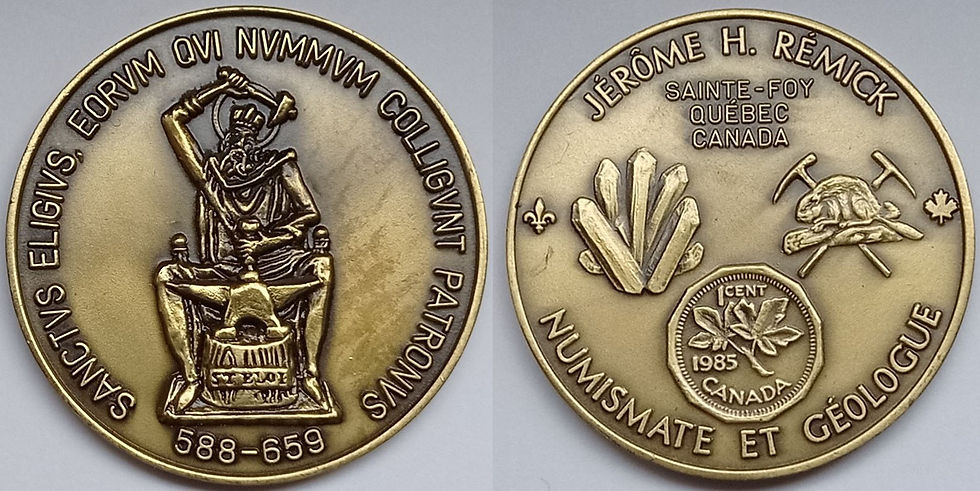 SANCTVS ELIGIVS, EORVM QVI NVMMVM COLLIGVNT PATRONVS
ST ELOI
588-659
JÉRÔME H. RÉMICK
SAINTE-FOY
QUÉBEC
CANADA
1 CENT
1985
CANADA
NUMISMATE ET GÉOLOGUE